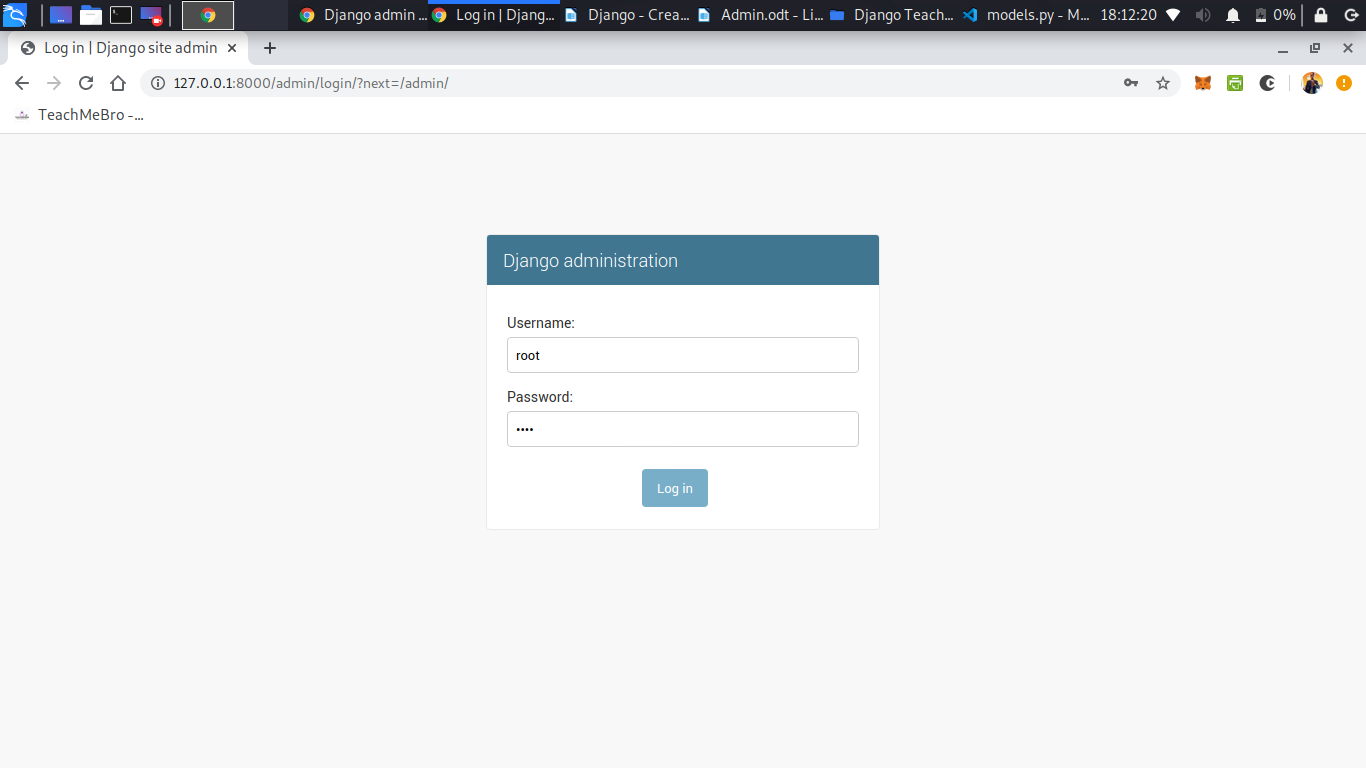 Django admin ... Log in | Djang... Django - Crea... Admin.odt - Li... Django Teach... models.py - M... 18:12:20 0%
Log in | Django site admin
127.0.0.1:8000/admin/login/?next=/admin/
TeachMeBro -...
Django administration
Username:
root
Password:
••••
Log in